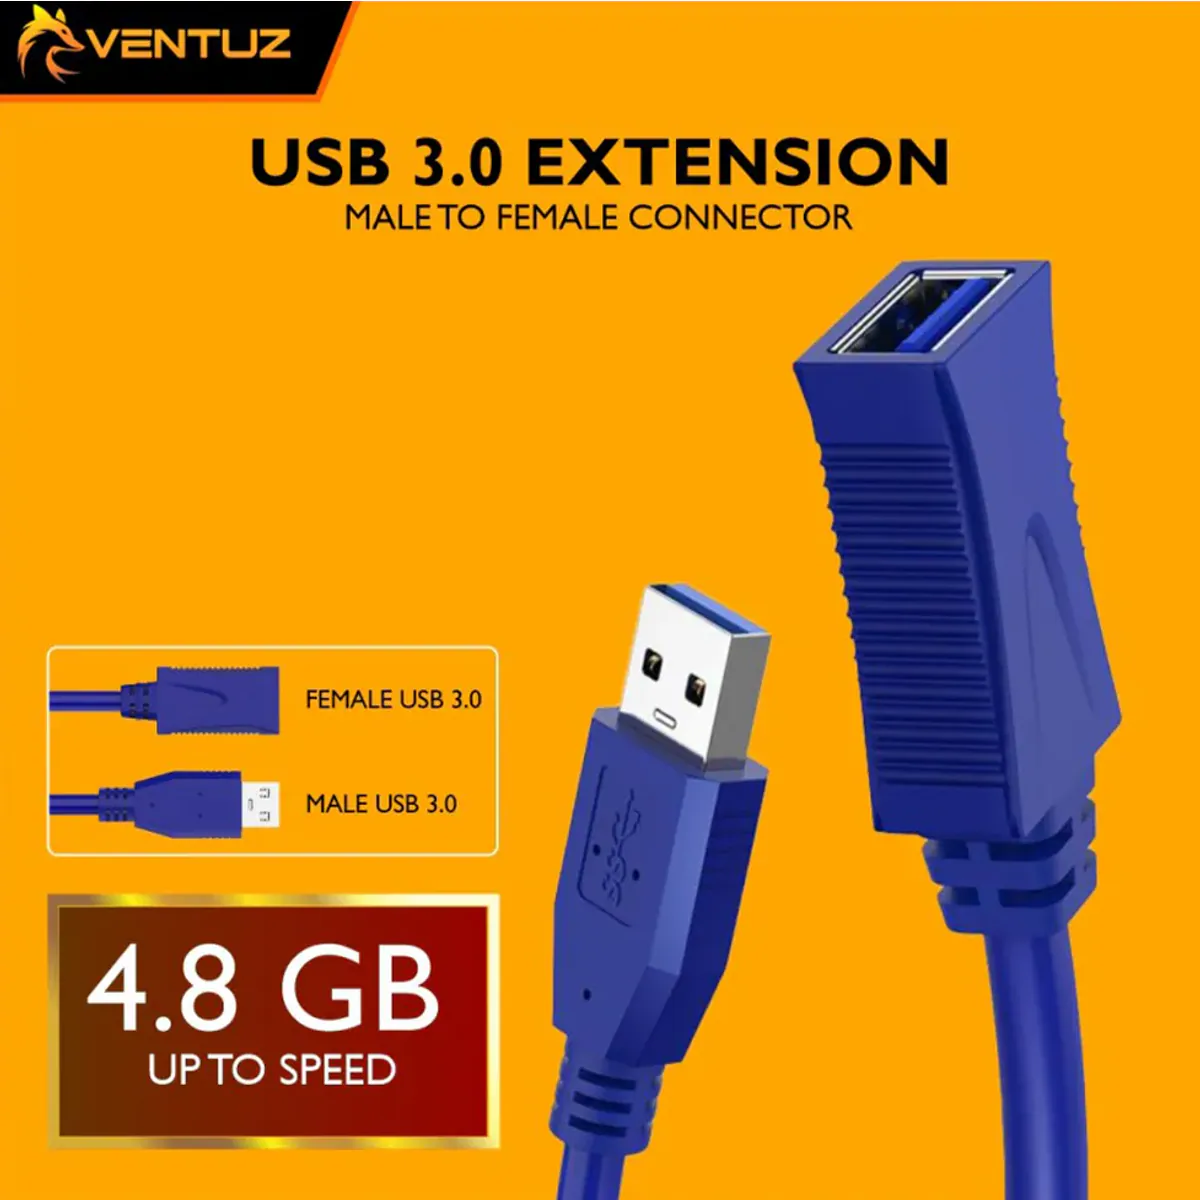 VENTUZ
USB 3.0 EXTENSION
MALE TO FEMALE CONNECTOR
FEMALE USB 3.0
MALE USB 3.0
4.8 GB
UP TO SPEED
SS